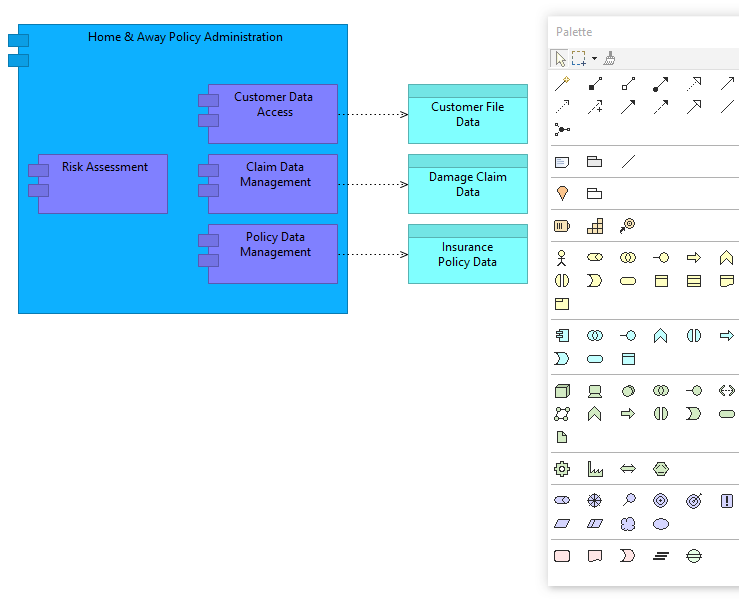 Home & Away Policy Administration
Palette
Customer Data
Access
Customer File
Data
Risk Assessment
Claim Data
Management
Damage Claim
Data
Policy Data
Management
Insurance
Policy Data